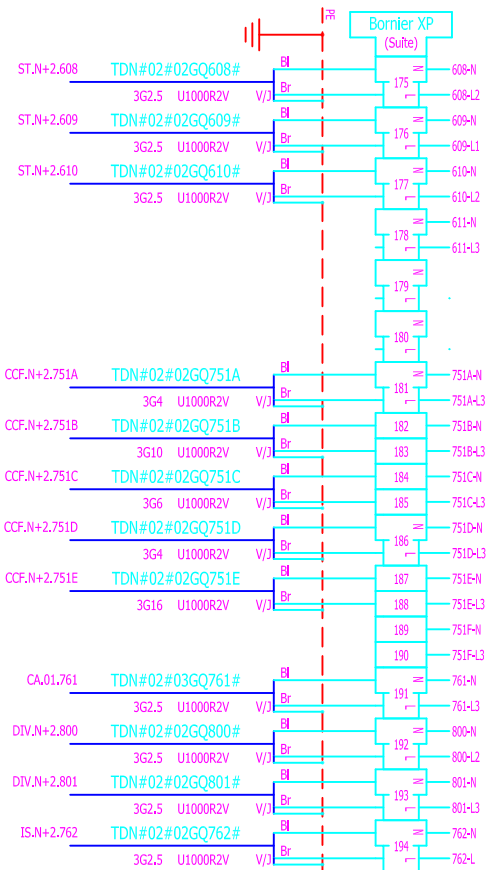 PE
Bornier XP
(Suite)
ST.N+2.608 TDN#02#02GQ608# Bl N 608-N
3G2.5 U1000R2V V/J Br 175 L 608-L2
ST.N+2.609 TDN#02#02GQ609# Bl N 609-N
3G2.5 U1000R2V V/J Br 176 L 609-L1
ST.N+2.610 TDN#02#02GQ610# Bl N 610-N
3G2.5 U1000R2V V/J Br 177 L 610-L2
N 611-N
178 L 611-L3
N
179 L
N
180 L
CCF.N+2.751A TDN#02#02GQ751A Bl N 751A-N
3G4 U1000R2V V/J Br 181 L 751A-L3
CCF.N+2.751B TDN#02#02GQ751B Bl 182 751B-N
3G10 U1000R2V V/J Br 183 751B-L3
CCF.N+2.751C TDN#02#02GQ751C Bl 184 751C-N
3G6 U1000R2V V/J Br 185 751C-L3
CCF.N+2.751D TDN#02#02GQ751D Bl N 751D-N
3G4 U1000R2V V/J Br 186 L 751D-L3
CCF.N+2.751E TDN#02#02GQ751E Bl 187 751E-N
3G16 U1000R2V V/J Br 188 751E-L3
189 751F-N
190 751F-L3
CA.01.761 TDN#02#03GQ761# Bl N 761-N
3G2.5 U1000R2V V/J Br 191 L 761-L3
DIV.N+2.800 TDN#02#02GQ800# Bl N 800-N
3G2.5 U1000R2V V/J Br 192 L 800-L2
DIV.N+2.801 TDN#02#02GQ801# Bl N 801-N
3G2.5 U1000R2V V/J Br 193 L 801-L3
IS.N+2.762 TDN#02#02GQ762# Bl N 762-N
3G2.5 U1000R2V V/J Br 194 L 762-L